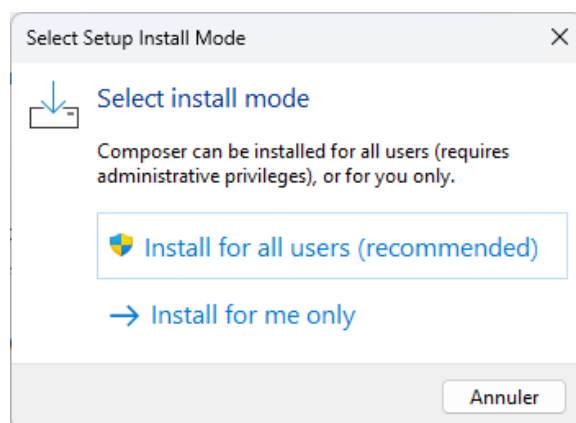 Select Setup Install Mode
Select install mode
Composer can be installed for all users (requires
administrative privileges), or for you only.
Install for all users (recommended)
Install for me only
Annuler